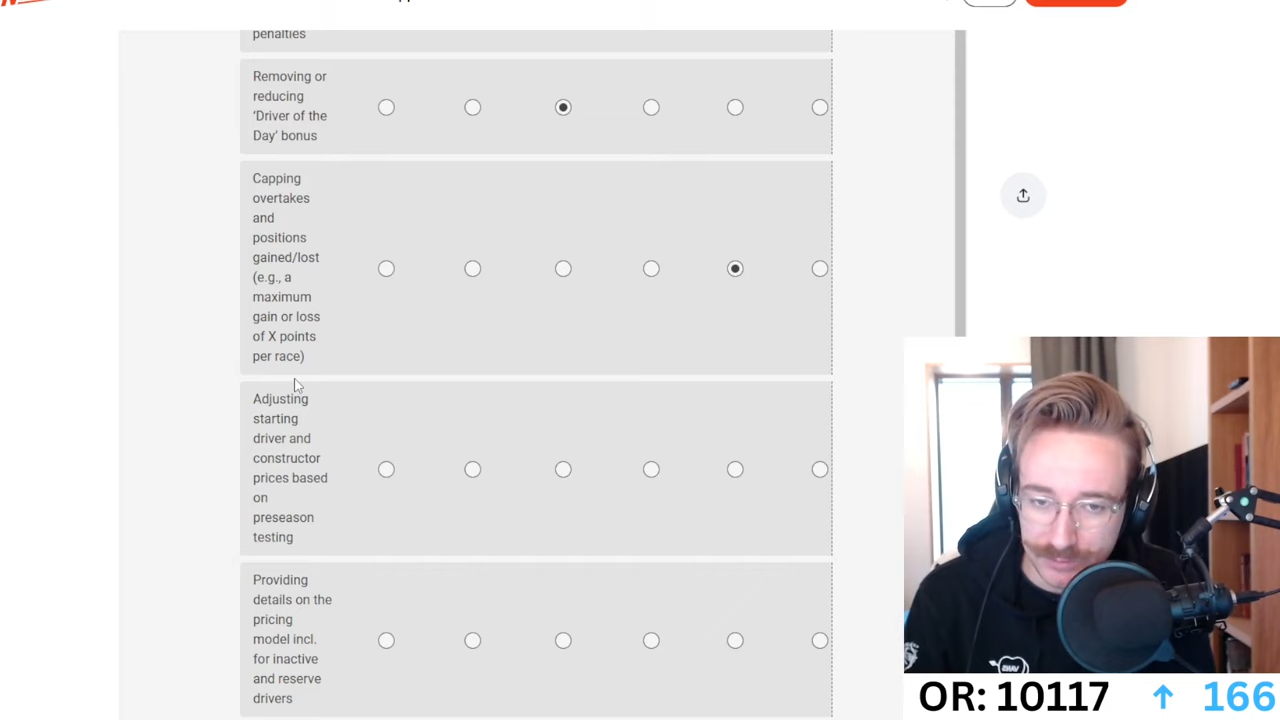 penalties
Removing or
reducing
‘Driver of the
Day’ bonus
Capping
overtakes
and
positions
gained/lost
(e.g., a
maximum
gain or loss
of X points
per race)
Adjusting
starting
driver and
constructor
prices based
on
preseason
testing
Providing
details on the
pricing
model incl.
for inactive
and reserve
drivers
OR: 10117 ↑ 166